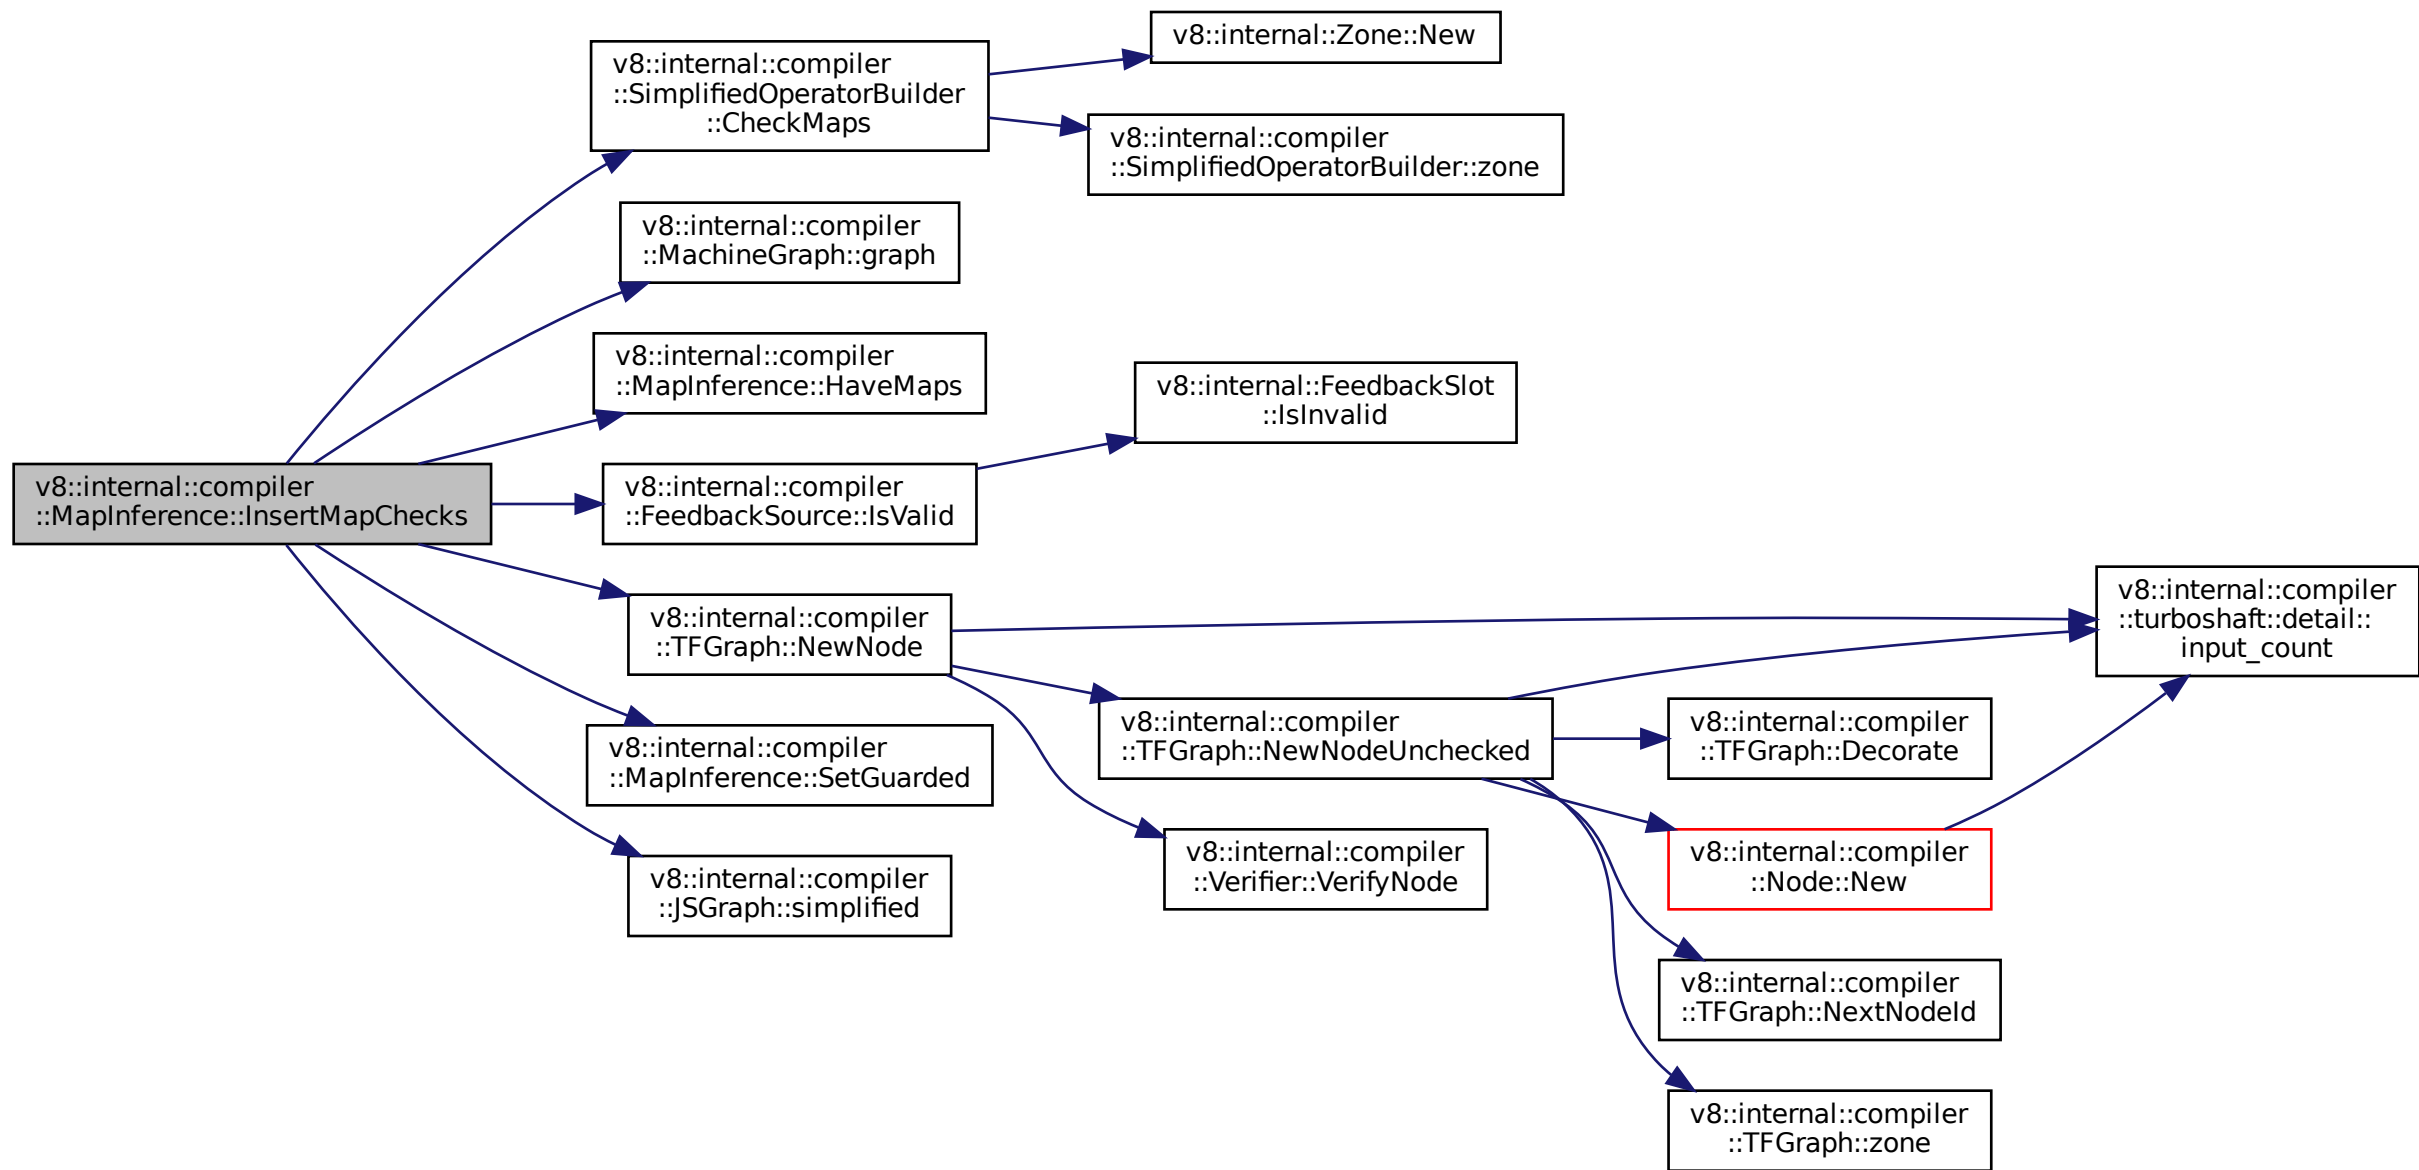 v8::internal::compiler
::MapInference::InsertMapChecks
v8::internal::compiler
::SimplifiedOperatorBuilder
::CheckMaps
v8::internal::Zone::New
v8::internal::compiler
::SimplifiedOperatorBuilder::zone
v8::internal::compiler
::MachineGraph::graph
v8::internal::compiler
::MapInference::HaveMaps
v8::internal::compiler
::FeedbackSource::IsValid
v8::internal::FeedbackSlot
::IsInvalid
v8::internal::compiler
::TFGraph::NewNode
v8::internal::compiler
::turboshaft::detail::
input_count
v8::internal::compiler
::TFGraph::NewNodeUnchecked
v8::internal::compiler
::TFGraph::Decorate
v8::internal::compiler
::Node::New
v8::internal::compiler
::TFGraph::NextNodeId
v8::internal::compiler
::TFGraph::zone
v8::internal::compiler
::Verifier::VerifyNode
v8::internal::compiler
::MapInference::SetGuarded
v8::internal::compiler
::JSGraph::simplified